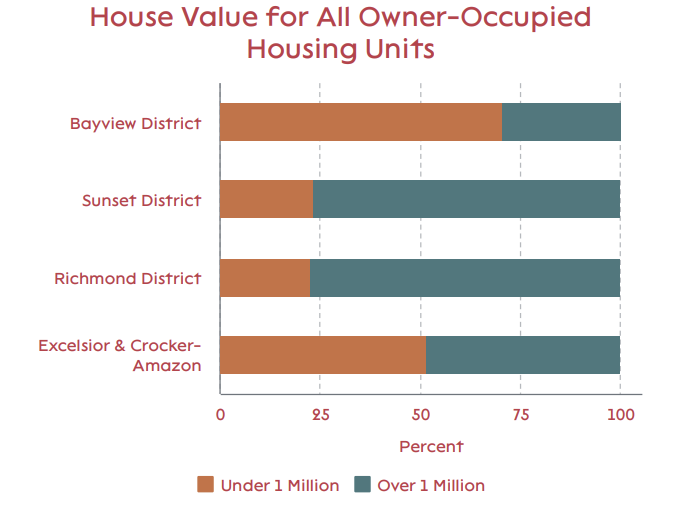 House Value for All Owner-Occupied
Housing Units
Bayview District
Sunset District
Richmond District
Excelsior & Crocker-
Amazon
0 25 50 75 100
Percent
Under 1 Million Over 1 Million